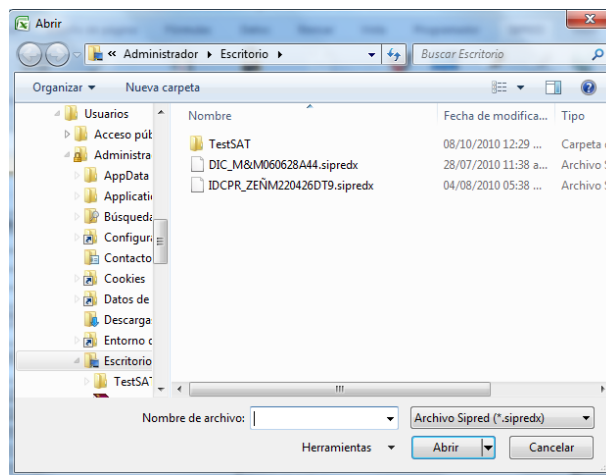 Abrir
« Administrador Escritorio
Buscar Escritorio
Organizar
Nueva carpeta
Usuarios
Acceso púb
Administra
AppData
Applicati
Búsqueda
Configura
Contacto
Cookies
Datos de
Descarga
Entorno d
Escritorio
TestSAT
Nombre Fecha de modifica... Tipo
TestSAT 08/10/2010 12:29 ... Carpeta
DIC_M&M060628A44.sipredx 28/07/2010 11:38 a... Archivo
IDCPR_ZEÑM220426DT9.sipredx 04/08/2010 05:38 ... Archivo
Nombre de archivo:
Archivo Sipred (*.sipredx)
Herramientas Abrir Cancelar